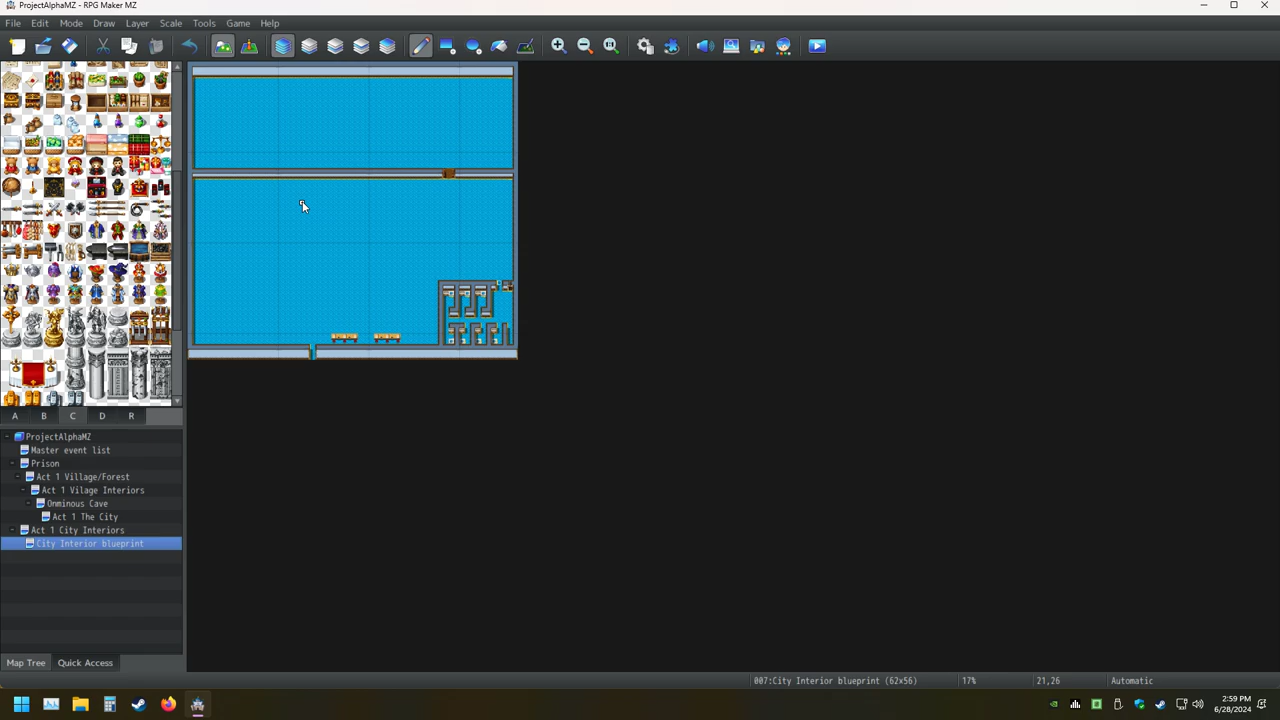 ProjectAlphaMZ - RPG Maker MZ
File Edit Mode Draw Layer Scale Tools Game Help
A B C D R
ProjectAlphaMZ
Master event list
Prison
Act 1 Village/Forest
Act 1 Vilage Interiors
Onminous Cave
Act 1 The City
Act 1 City Interiors
City Interior blueprint
Map Tree Quick Access
007:City Interior blueprint (62x56) 17% 21,26 Automatic
2:59 PM
6/28/2024